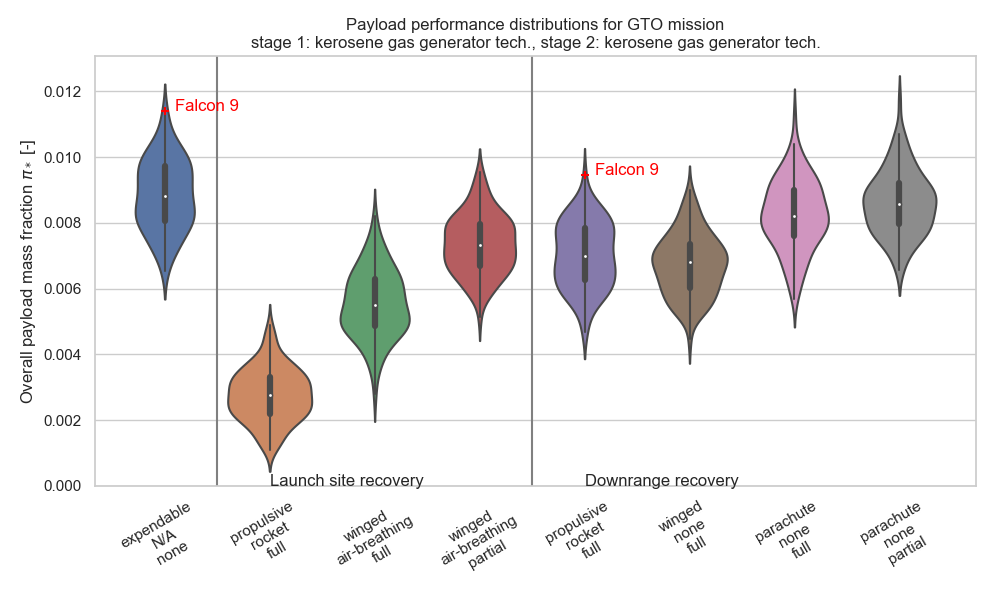 Payload performance distributions for GTO mission
stage 1: kerosene gas generator tech., stage 2: kerosene gas generator tech.
Overall payload mass fraction π* [-]
0.012
0.010
0.008
0.006
0.004
0.002
0.000
Falcon 9
Falcon 9
Launch site recovery
Downrange recovery
expendable
N/A
none
propulsive
rocket
full
winged
air-breathing
full
winged
air-breathing
partial
propulsive
rocket
full
winged
none
full
parachute
none
full
parachute
none
partial